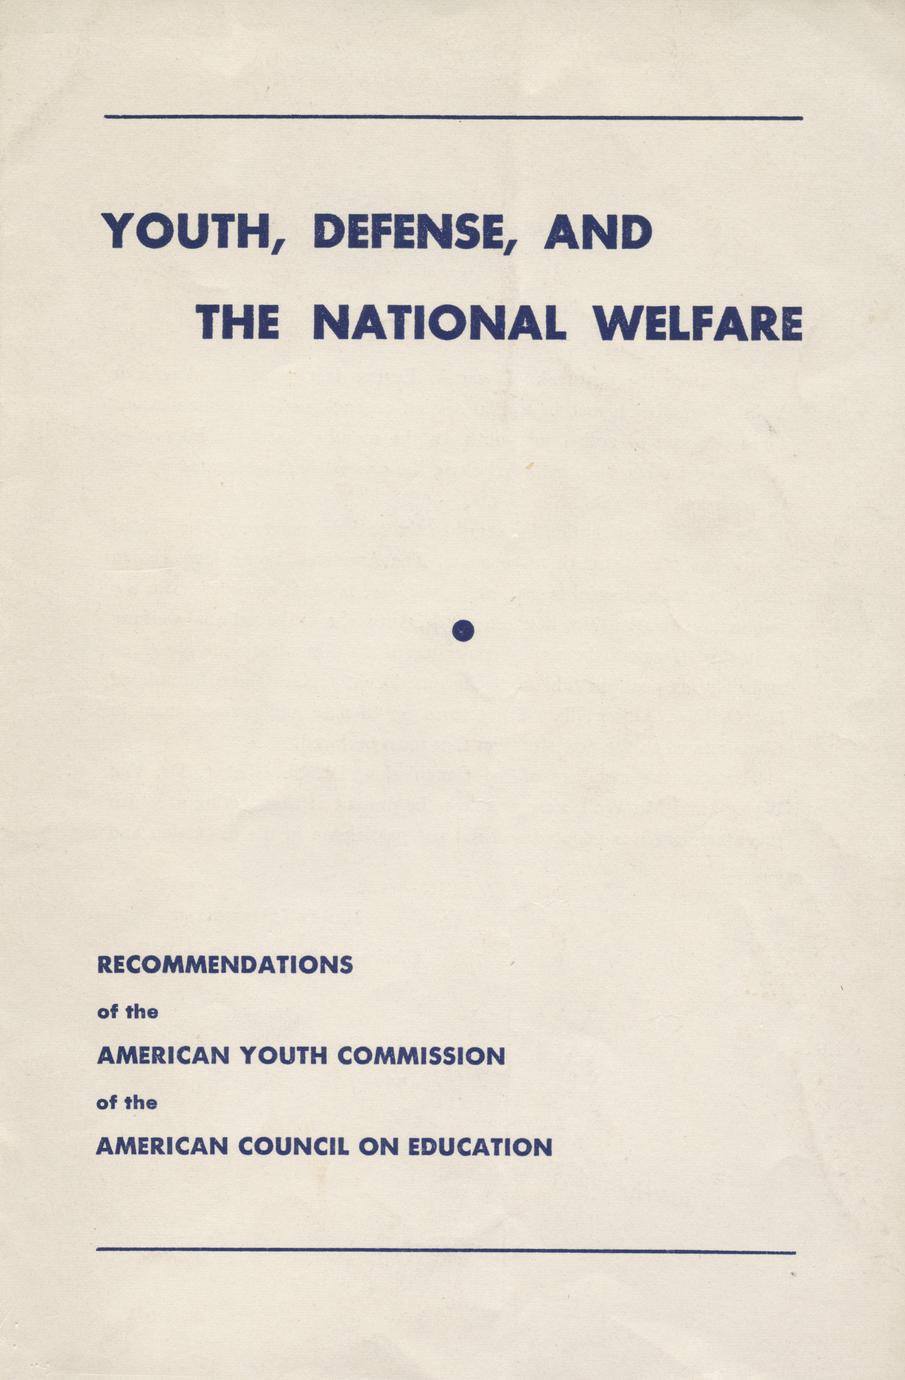 YOUTH, DEFENSE, AND
THE NATIONAL WELFARE
RECOMMENDATIONS
of the
AMERICAN YOUTH COMMISSION
of the
AMERICAN COUNCIL ON EDUCATION